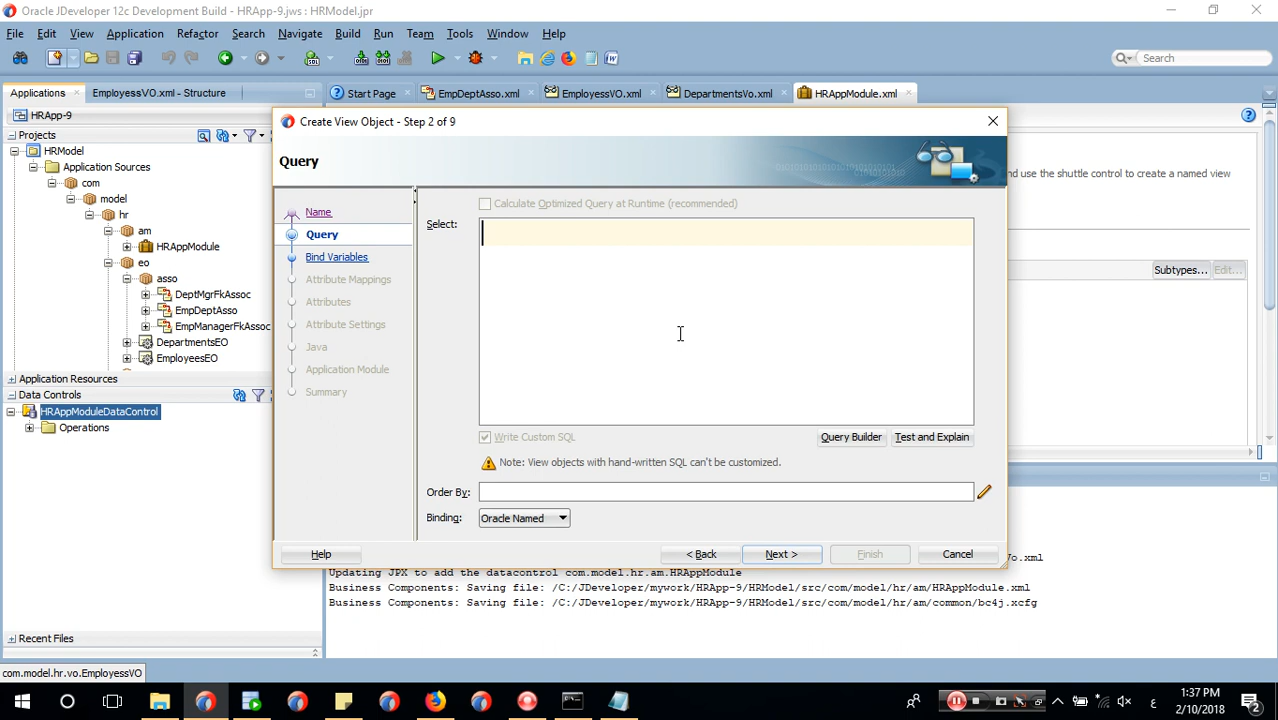 Oracle JDeveloper 12c Development Build - HRApp-9.jws : HRModel.jpr
File Edit View Application Refactor Search Navigate Build Run Team Tools Window Help
Search
Applications EmployessVO.xml - Structure Start Page EmpDeptAsso.xml EmployessVO.xml DepartmentsVo.xml HRAppModule.xml
HRApp-9
Projects
HRModel
Application Sources
com
model
hr
am
HRAppModule
eo
asso
DeptMgrFkAssoc
EmpDeptAsso
EmpManagerFkAssoc
DepartmentsEO
EmployeesEO
Application Resources
Data Controls
HRAppModuleDataControl
Operations
Recent Files
Create View Object - Step 2 of 9
Query
Name
Query
Bind Variables
Attribute Mappings
Attributes
Attribute Settings
Java
Application Module
Summary
Calculate Optimized Query at Runtime (recommended)
Select:
Write Custom SQL
Query Builder Test and Explain
Note: View objects with hand-written SQL can't be customized.
Order By:
Binding: Oracle Named
Help < Back Next > Finish Cancel
and use the shuttle control to create a named view
Subtypes... Edit...
Vo.xml
Updating JPX to add the datacontrol com.model.hr.am.HRAppModule
Business Components: Saving file: /C:/JDeveloper/mywork/HRApp-9/HRModel/src/com/model/hr/am/HRAppModule.xml
Business Components: Saving file: /C:/JDeveloper/mywork/HRApp-9/HRModel/src/com/model/hr/am/common/bc4j.xcfg
com.model.hr.vo.EmployessVO
ع
1:37 PM
2/10/2018
2